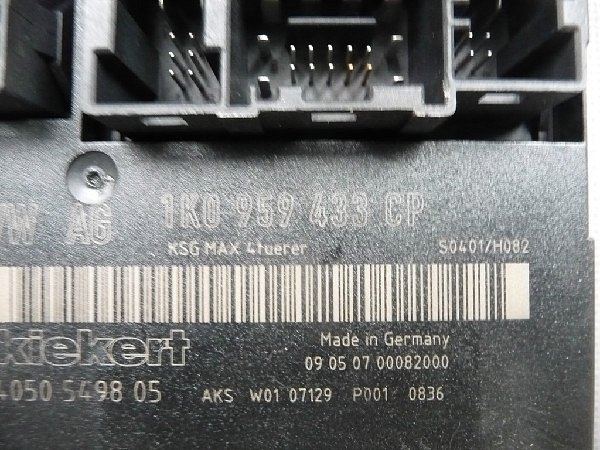 VW AG 1K0 959 433 CP
KSG MAX 4tuerer S0401/H082
kiekert Made in Germany
09 05 07 00082000
4050 5498 05 AKS W01 07129 P001 0836